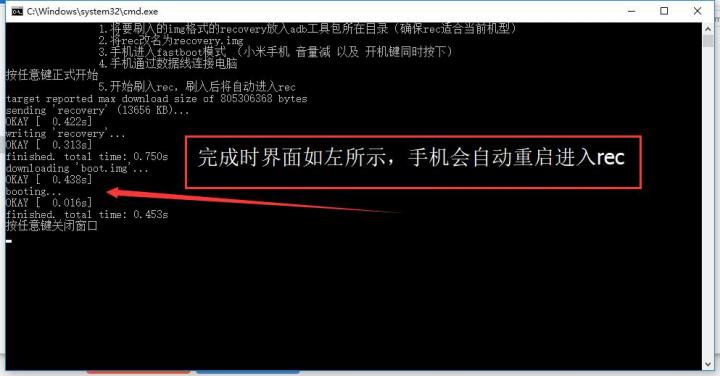 C:\Windows\system32\cmd.exe
1.将要刷入的img格式的recovery放入adb工具包所在目录(确保rec适合当前机型)
2.将rec改名为recovery.img
3.手机进入fastboot模式 (小米手机 音量减 以及 开机键同时按下)
4.手机通过数据线连接电脑
按任意键正式开始
5.开始刷入rec, 刷入后将自动进入rec
target reported max download size of 805306368 bytes
sending 'recovery' (13656 KB)...
OKAY [  0.422s]
writing 'recovery'...
OKAY [  0.313s]
finished. total time: 0.750s
downloading 'boot.img'...
OKAY [  0.438s]
booting...
OKAY [  0.016s]
finished. total time: 0.453s
按任意键关闭窗口
完成时界面如左所示，手机会自动重启进入rec